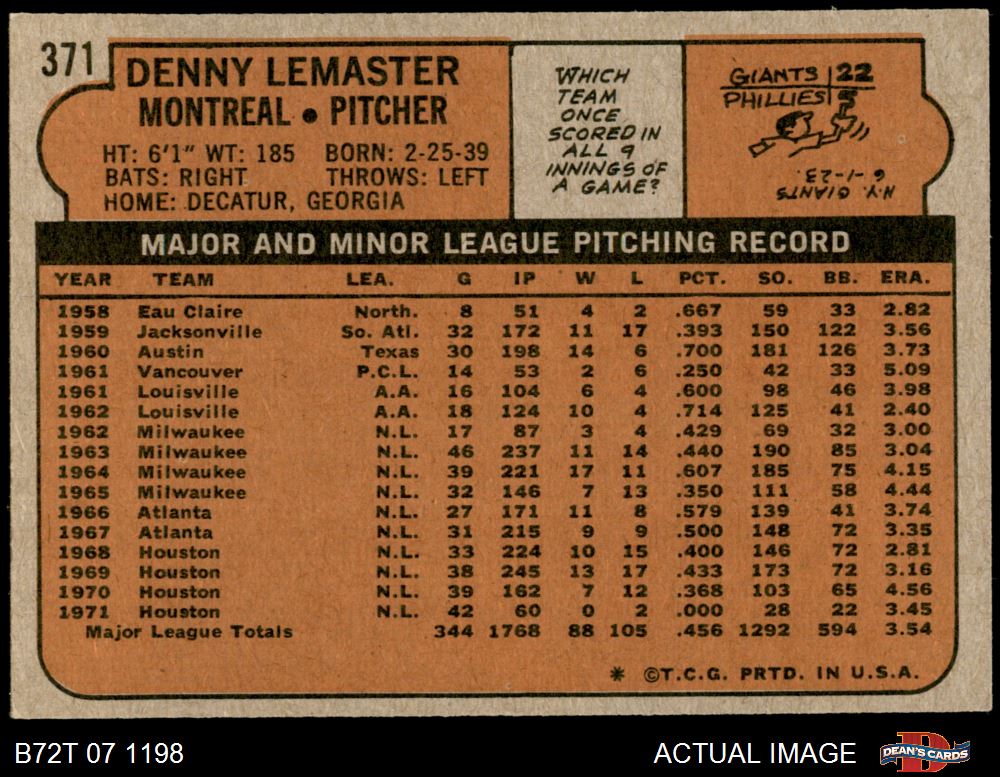 371
DENNY LEMASTER
MONTREAL • PITCHER
HT: 6'1" WT: 185 BORN: 2-25-39
BATS: RIGHT THROWS: LEFT
HOME: DECATUR, GEORGIA
WHICH
TEAM
ONCE
SCORED IN
ALL 9
INNINGS OF
A GAME?
GIANTS 22
PHILLIES 8
N.Y. GIANTS
6-1-23.
MAJOR AND MINOR LEAGUE PITCHING RECORD
YEAR TEAM LEA. G IP W L PCT. SO. BB. ERA.
1958 Eau Claire North. 8 51 4 2 .667 59 33 2.82
1959 Jacksonville So. Atl. 32 172 11 17 .393 150 122 3.56
1960 Austin Texas 30 198 14 6 .700 181 126 3.73
1961 Vancouver P.C.L. 14 53 2 6 .250 42 33 5.09
1961 Louisville A.A. 16 104 6 4 .600 98 46 3.98
1962 Louisville A.A. 18 124 10 4 .714 125 41 2.40
1962 Milwaukee N.L. 17 87 3 4 .429 69 32 3.00
1963 Milwaukee N.L. 46 237 11 14 .440 190 85 3.04
1964 Milwaukee N.L. 39 221 17 11 .607 185 75 4.15
1965 Milwaukee N.L. 32 146 7 13 .350 111 58 4.44
1966 Atlanta N.L. 27 171 11 8 .579 139 41 3.74
1967 Atlanta N.L. 31 215 9 9 .500 148 72 3.35
1968 Houston N.L. 33 224 10 15 .400 146 72 2.81
1969 Houston N.L. 38 245 13 17 .433 173 72 3.16
1970 Houston N.L. 39 162 7 12 .368 103 65 4.56
1971 Houston N.L. 42 60 0 2 .000 28 22 3.45
Major League Totals 344 1768 88 105 .456 1292 594 3.54
* ©T.C.G. PRTD. IN U.S.A.
B72T 07 1198 ACTUAL IMAGE DEAN'S CARDS